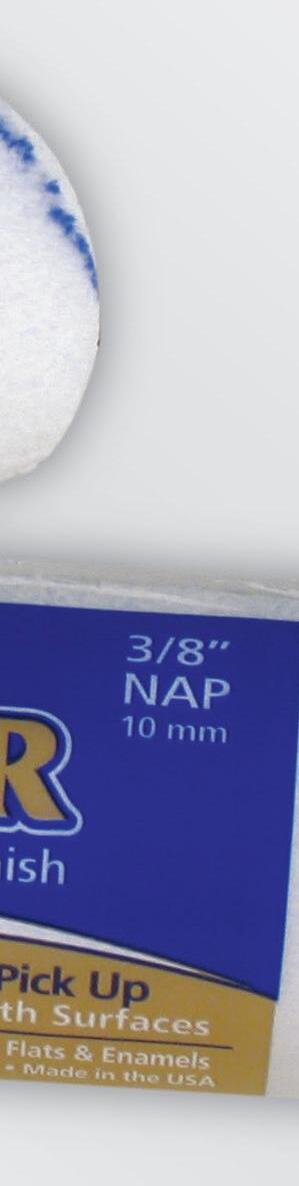 3/8”
NAP
10 mm
R
ish
Pick Up
th Surfaces
Flats & Enamels
• Made in the USA